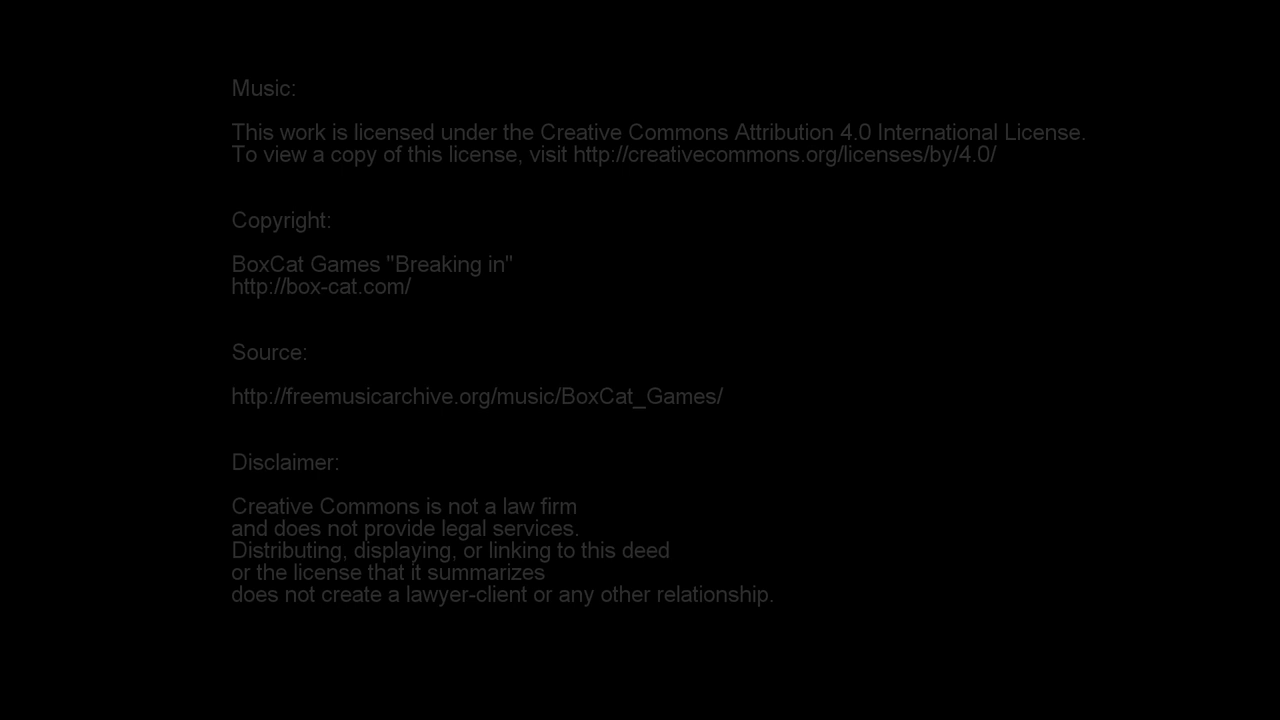 Music:
This work is licensed under the Creative Commons Attribution 4.0 International License.
To view a copy of this license, visit http://creativecommons.org/licenses/by/4.0/
Copyright:
BoxCat Games "Breaking in"
http://box-cat.com/
Source:
http://freemusicarchive.org/music/BoxCat_Games/
Disclaimer:
Creative Commons is not a law firm
and does not provide legal services.
Distributing, displaying, or linking to this deed
or the license that it summarizes
does not create a lawyer-client or any other relationship.